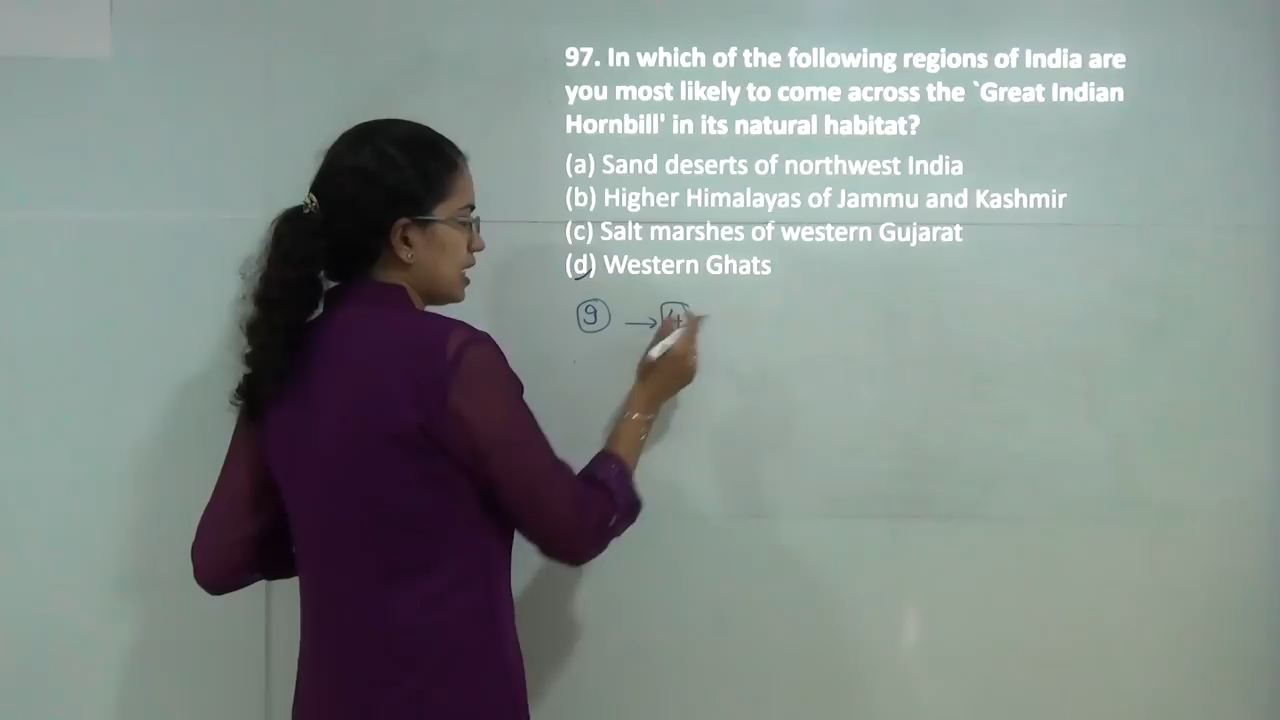 97. In which of the following regions of India are
you most likely to come across the `Great Indian
Hornbill' in its natural habitat?
(a) Sand deserts of northwest India
(b) Higher Himalayas of Jammu and Kashmir
(c) Salt marshes of western Gujarat
(d) Western Ghats
9 → 4